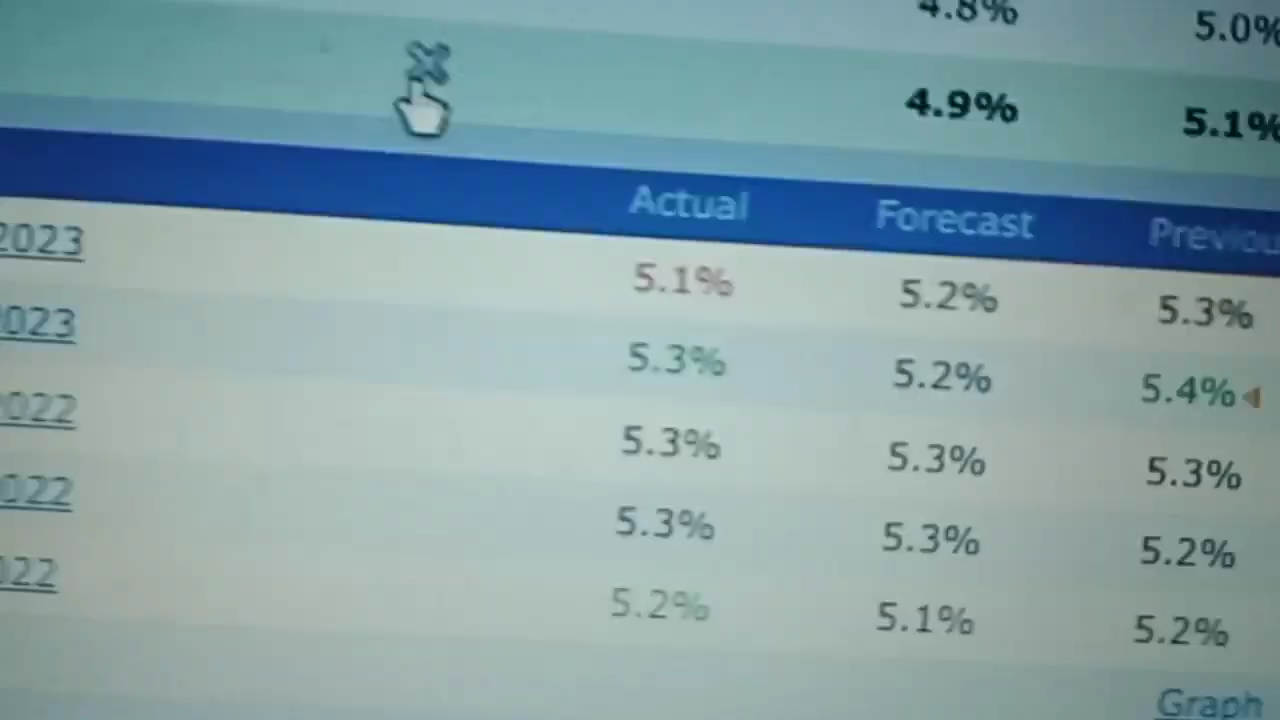 4.8% 5.0%
4.9% 5.1%
Actual Forecast Previou
2023 5.1% 5.2% 5.3%
023 5.3% 5.2% 5.4%
022 5.3% 5.3% 5.3%
022 5.3% 5.3% 5.2%
022 5.2% 5.1% 5.2%
Graph